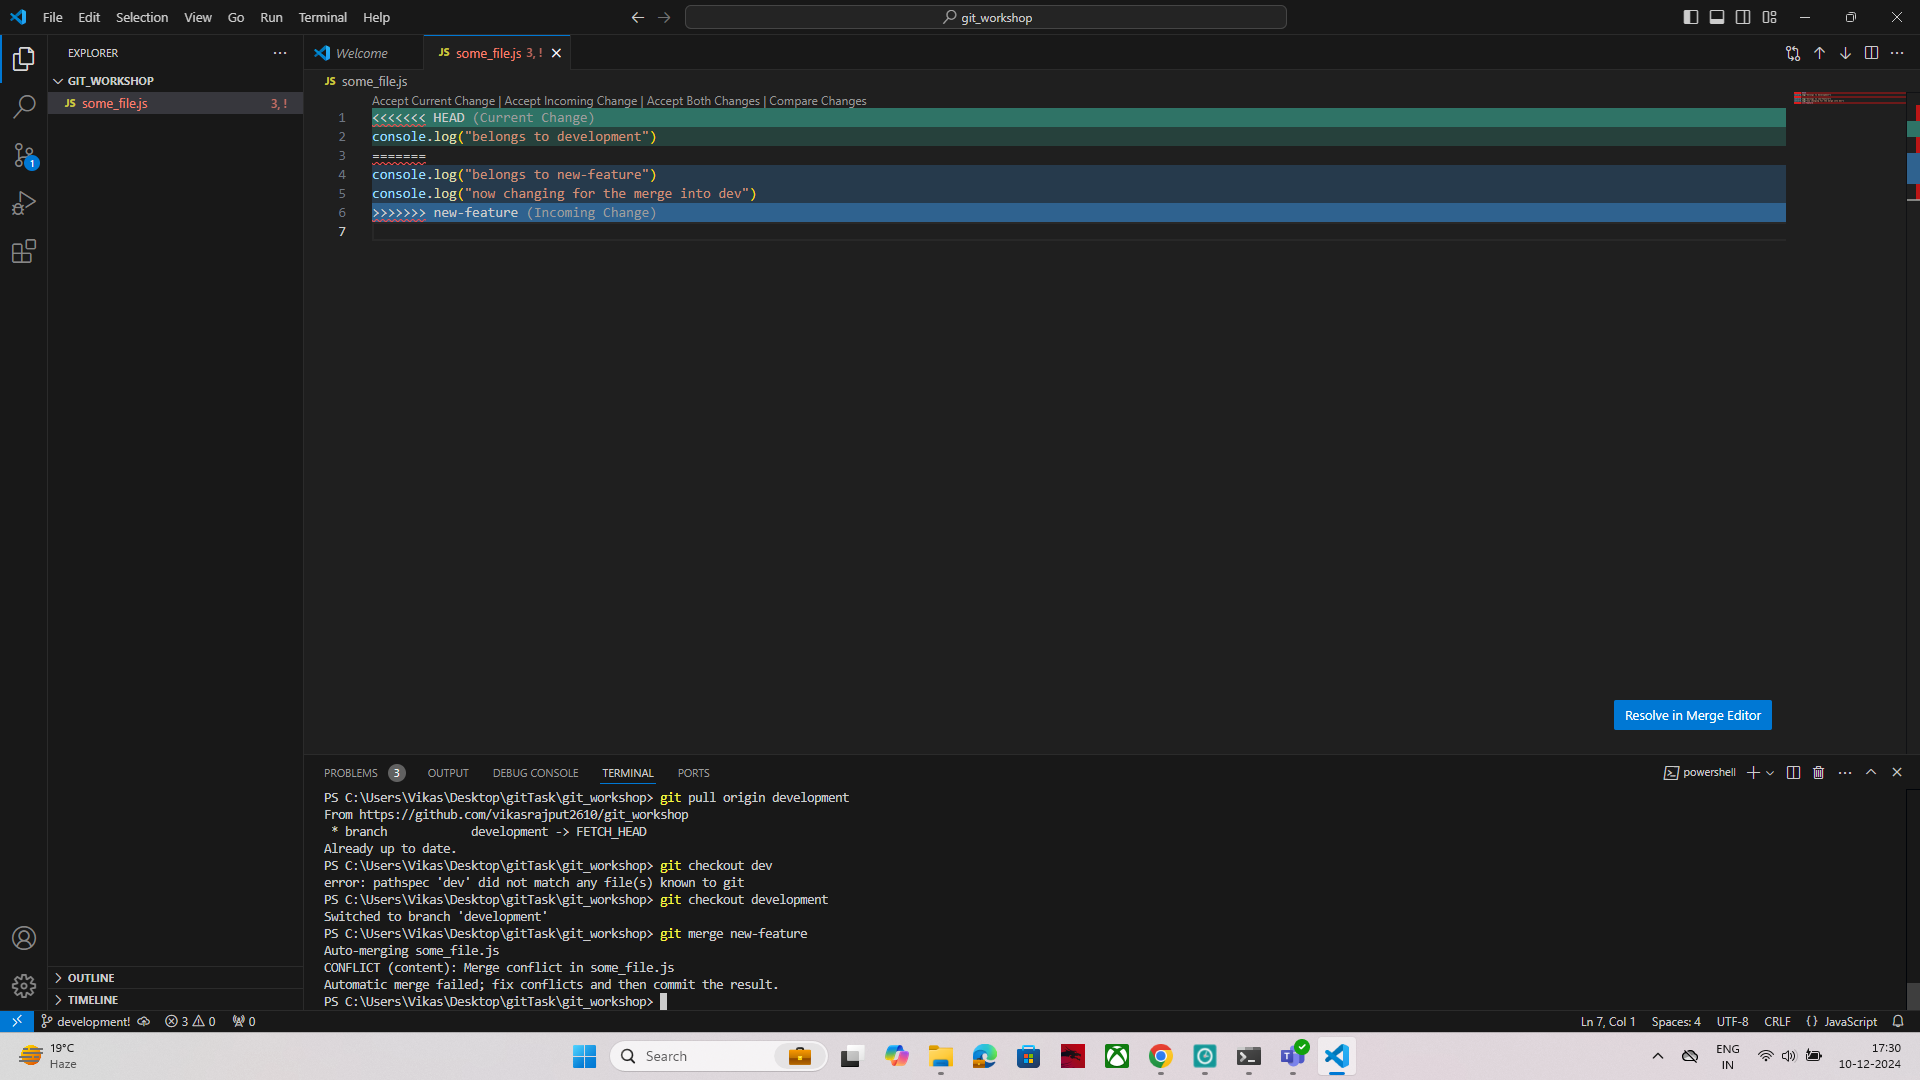 File Edit Selection View Go Run Terminal Help
git_workshop
EXPLORER
Welcome
JS some_file.js 3, !
GIT_WORKSHOP
JS some_file.js
JS some_file.js 3, !
Accept Current Change | Accept Incoming Change | Accept Both Changes | Compare Changes
1 <<<<<<< HEAD (Current Change)
2 console.log("belongs to development")
3 =======
4 console.log("belongs to new-feature")
5 console.log("now changing for the merge into dev")
6 >>>>>>> new-feature (Incoming Change)
7
1
Resolve in Merge Editor
PROBLEMS 3 OUTPUT DEBUG CONSOLE TERMINAL PORTS
powershell
PS C:\Users\Vikas\Desktop\gitTask\git_workshop> git pull origin development
From https://github.com/vikasrajput2610/git_workshop
* branch development -> FETCH_HEAD
Already up to date.
PS C:\Users\Vikas\Desktop\gitTask\git_workshop> git checkout dev
error: pathspec 'dev' did not match any file(s) known to git
PS C:\Users\Vikas\Desktop\gitTask\git_workshop> git checkout development
Switched to branch 'development'
PS C:\Users\Vikas\Desktop\gitTask\git_workshop> git merge new-feature
Auto-merging some_file.js
CONFLICT (content): Merge conflict in some_file.js
Automatic merge failed; fix conflicts and then commit the result.
PS C:\Users\Vikas\Desktop\gitTask\git_workshop>
OUTLINE
TIMELINE
development! 3 0 0
Ln 7, Col 1 Spaces: 4 UTF-8 CRLF {} JavaScript
19°C
Haze
Search
ENG
IN
17:30
10-12-2024